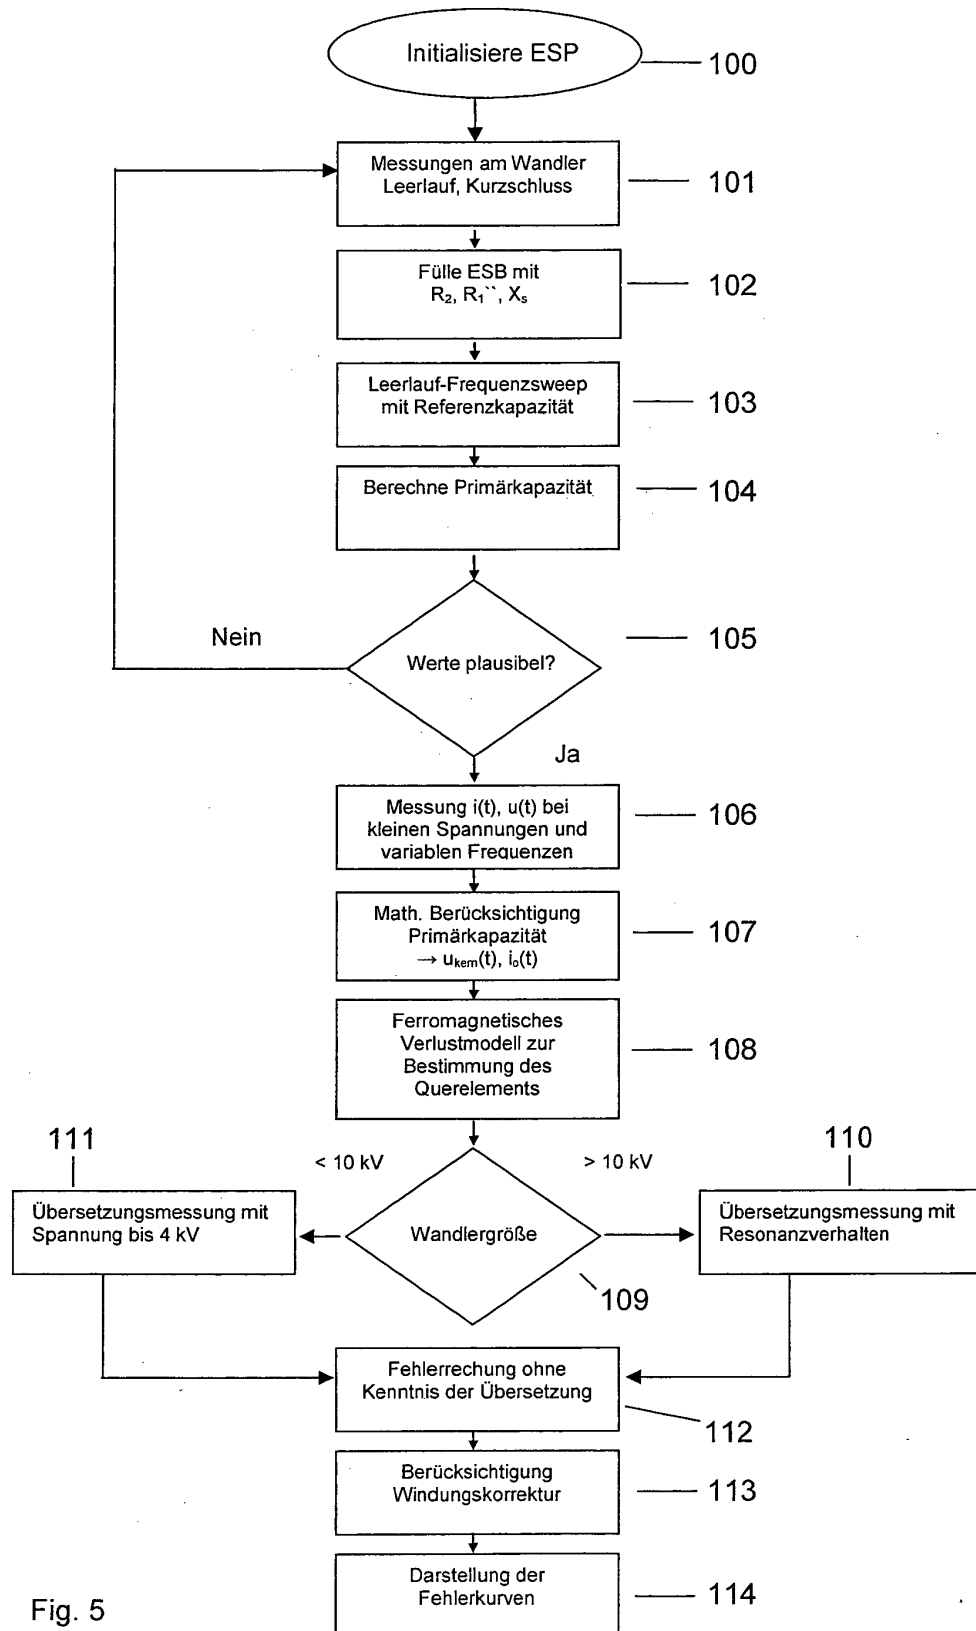 Initialisiere ESP
100
Messungen am Wandler
Leerlauf, Kurzschluss
101
Fülle ESB mit
R₂, R₁``, Xₛ
102
Leerlauf-Frequenzsweep
mit Referenzkapazität
103
Berechne Primärkapazität
104
Nein
Werte plausibel?
105
Ja
Messung i(t), u(t) bei
kleinen Spannungen und
variablen Frequenzen
106
Math. Berücksichtigung
Primärkapazität
→ u_kern(t), i₀(t)
107
Ferromagnetisches
Verlustmodell zur
Bestimmung des
Querelements
108
111
< 10 kV
> 10 kV
110
Übersetzungsmessung mit
Spannung bis 4 kV
Wandlergröße
Übersetzungsmessung mit
Resonanzverhalten
109
Fehlerrechung ohne
Kenntnis der Übersetzung
112
Berücksichtigung
Windungskorrektur
113
Darstellung der
Fehlerkurven
114
Fig. 5